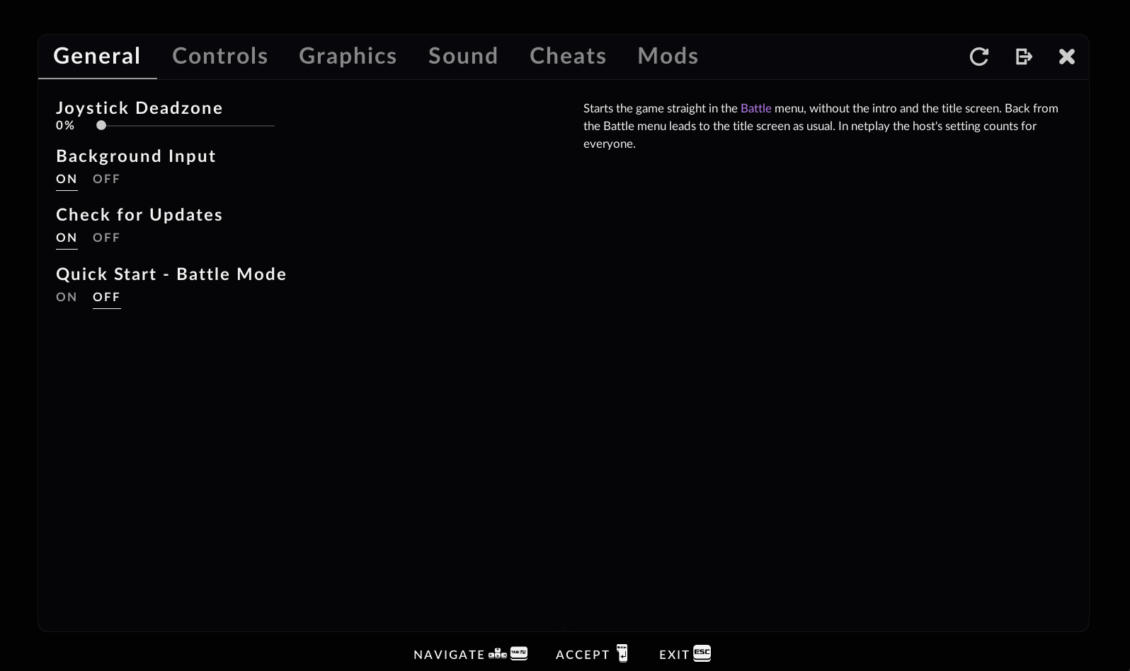 General Controls Graphics Sound Cheats Mods
Joystick Deadzone
0%
Background Input
ON OFF
Check for Updates
ON OFF
Quick Start - Battle Mode
ON OFF
Starts the game straight in the Battle menu, without the intro and the title screen. Back from
the Battle menu leads to the title screen as usual. In netplay the host's setting counts for
everyone.
NAVIGATE ACCEPT EXIT ESC